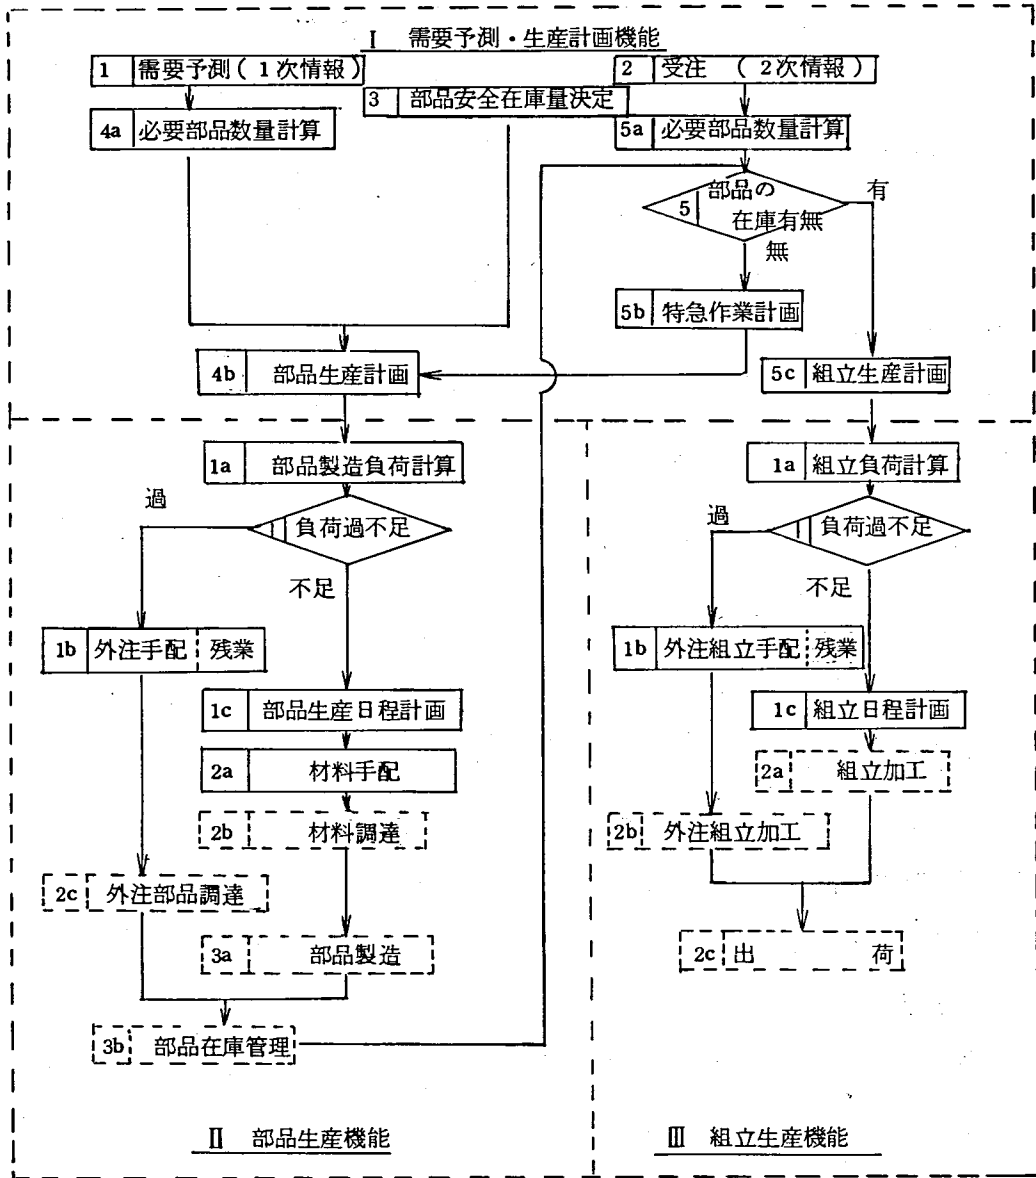 I 需要予測・生産計画機能
1 需要予測(1次情報)
2 受注 (2次情報)
3 部品安全在庫量決定
4a 必要部品数量計算
5a 必要部品数量計算
5 部品の
在庫有無
有
無
5b 特急作業計画
4b 部品生産計画
5c 組立生産計画
1a 部品製造負荷計算
過
1 負荷過不足
不足
1b 外注手配 残業
1c 部品生産日程計画
2a 材料手配
2b 材料調達
2c 外注部品調達
3a 部品製造
3b 部品在庫管理
II 部品生産機能
1a 組立負荷計算
過
1 負荷過不足
不足
1b 外注組立手配 残業
1c 組立日程計画
2a 組立加工
2b 外注組立加工
2c 出 荷
III 組立生産機能